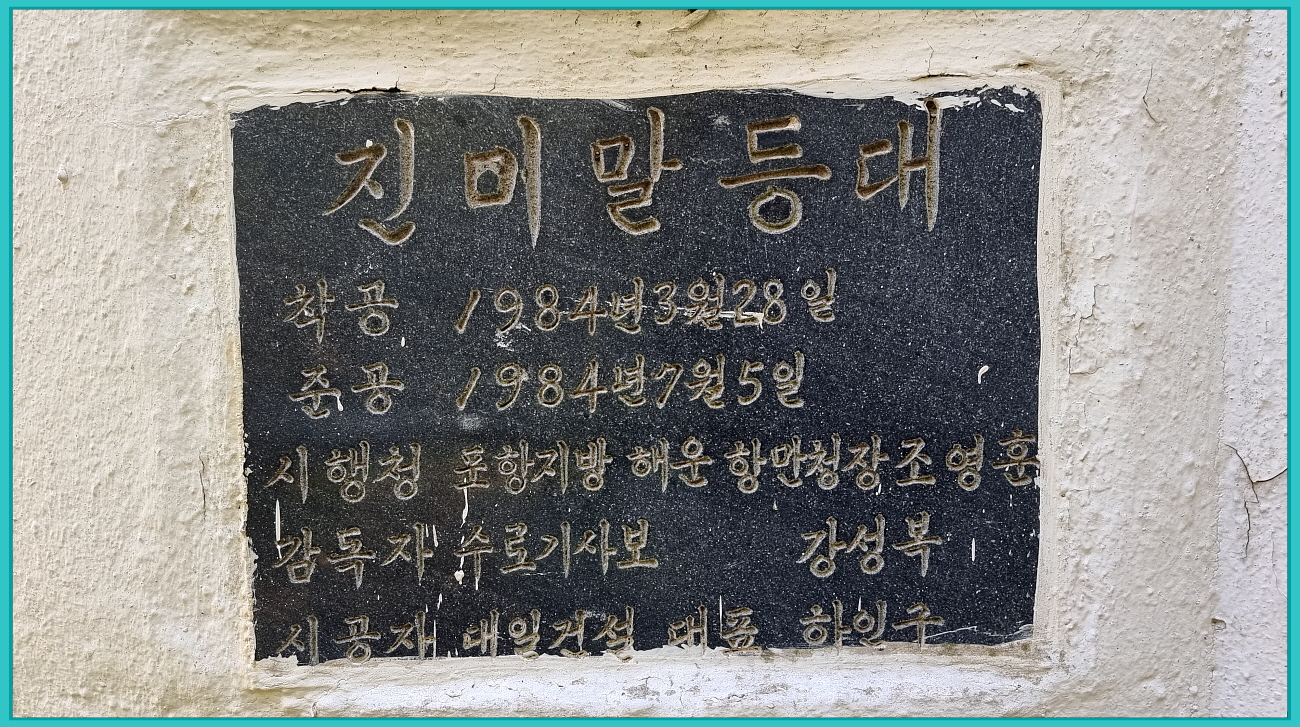 진미말등대
착공 1984년3월28일
준공 1984년7월5일
시행청 포항지방 해운 항만청장조영훈
감독자 수로기사보 강성복
시공자 대일건설 대표 하일구